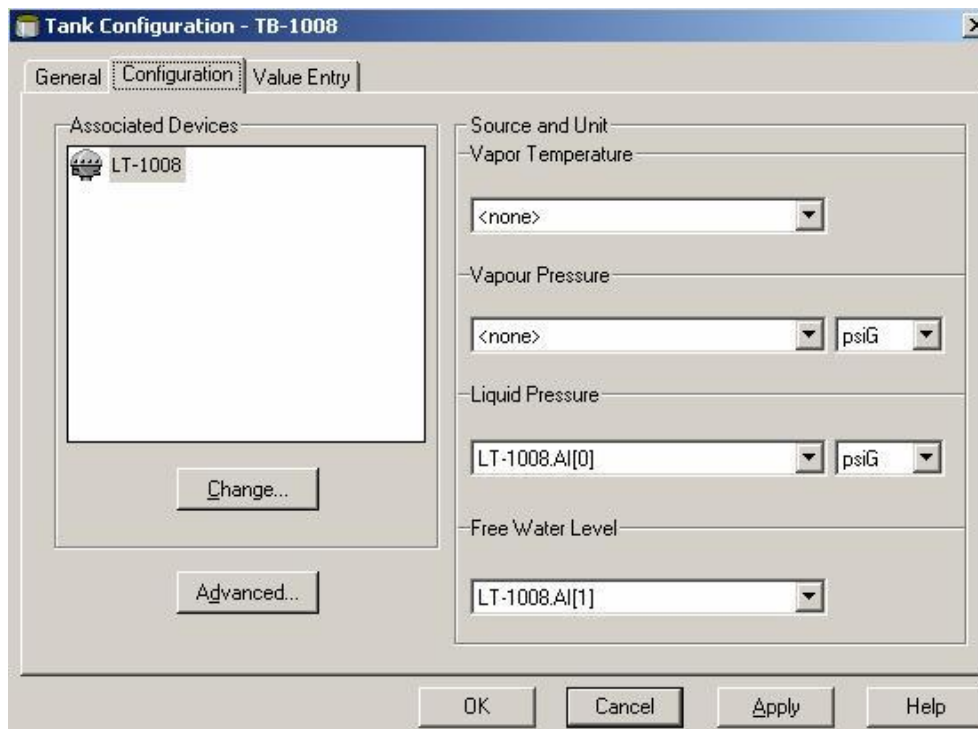 Tank Configuration - TB-1008
General Configuration Value Entry
Associated Devices
LT-1008
Change...
Advanced...
Source and Unit
Vapor Temperature
<none>
Vapour Pressure
<none> psiG
Liquid Pressure
LT-1008.AI[0] psiG
Free Water Level
LT-1008.AI[1]
OK Cancel Apply Help